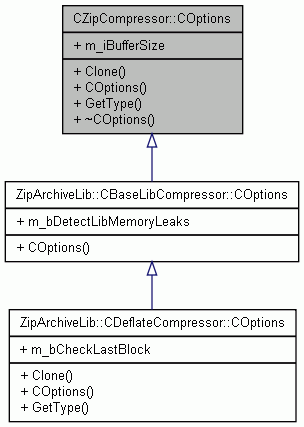 CZipCompressor::COptions
+ m_iBufferSize
+ Clone()
+ COptions()
+ GetType()
+ ~COptions()
ZipArchiveLib::CBaseLibCompressor::COptions
+ m_bDetectLibMemoryLeaks
+ COptions()
ZipArchiveLib::CDeflateCompressor::COptions
+ m_bCheckLastBlock
+ Clone()
+ COptions()
+ GetType()